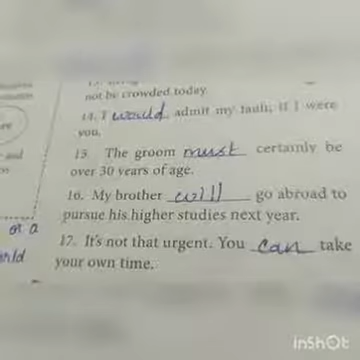 not be crowded today.
14. I would admit my fault, if I were
you.
15. The groom must certainly be
over 30 years of age.
16. My brother will go abroad to
pursue his higher studies next year.
or a
17. It's not that urgent. You can take
your own time.
InShOt